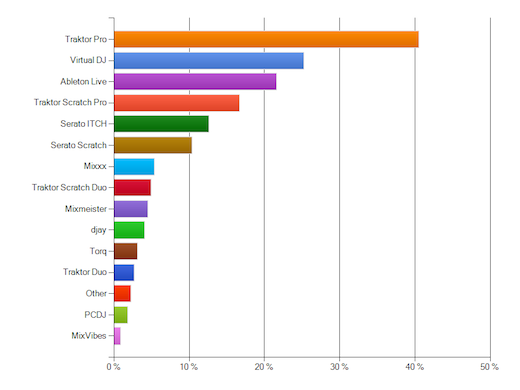 Traktor Pro
Virtual DJ
Ableton Live
Traktor Scratch Pro
Serato ITCH
Serato Scratch
Mixxx
Traktor Scratch Duo
Mixmeister
djay
Torq
Traktor Duo
Other
PCDJ
MixVibes
0 % 10 % 20 % 30 % 40 % 50 %